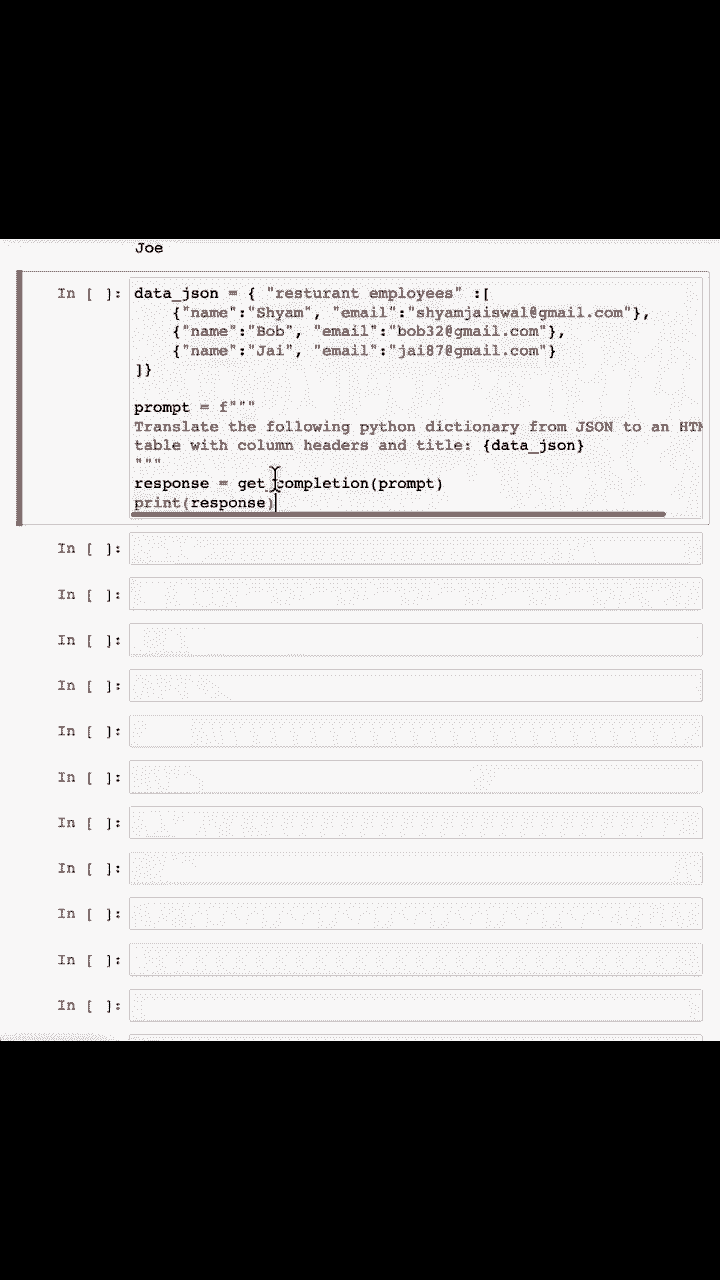 Joe
In [ ]: data_json = { "resturant employees" :[
{"name":"Shyam", "email":"shyamjaiswal@gmail.com"},
{"name":"Bob", "email":"bob32@gmail.com"},
{"name":"Jai", "email":"jai87@gmail.com"}
]}
prompt = f"""
Translate the following python dictionary from JSON to an HTM
table with column headers and title: {data_json}
"""
response = get_completion(prompt)
print(response)
In [ ]:
In [ ]:
In [ ]:
In [ ]:
In [ ]:
In [ ]:
In [ ]:
In [ ]:
In [ ]:
In [ ]:
In [ ]: